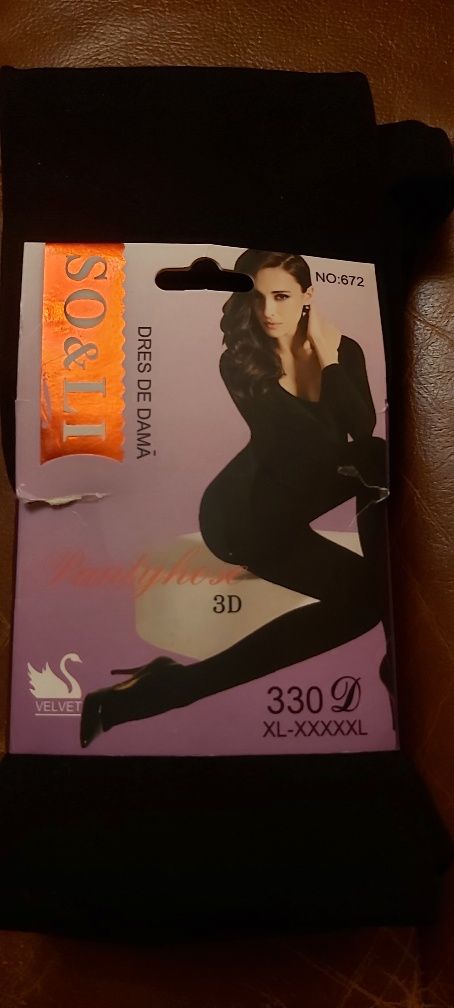 SO&LI
NO:672
DRES DE DAMĂ
Pantyhose
3D
VELVET
330 D
XL-XXXXXL